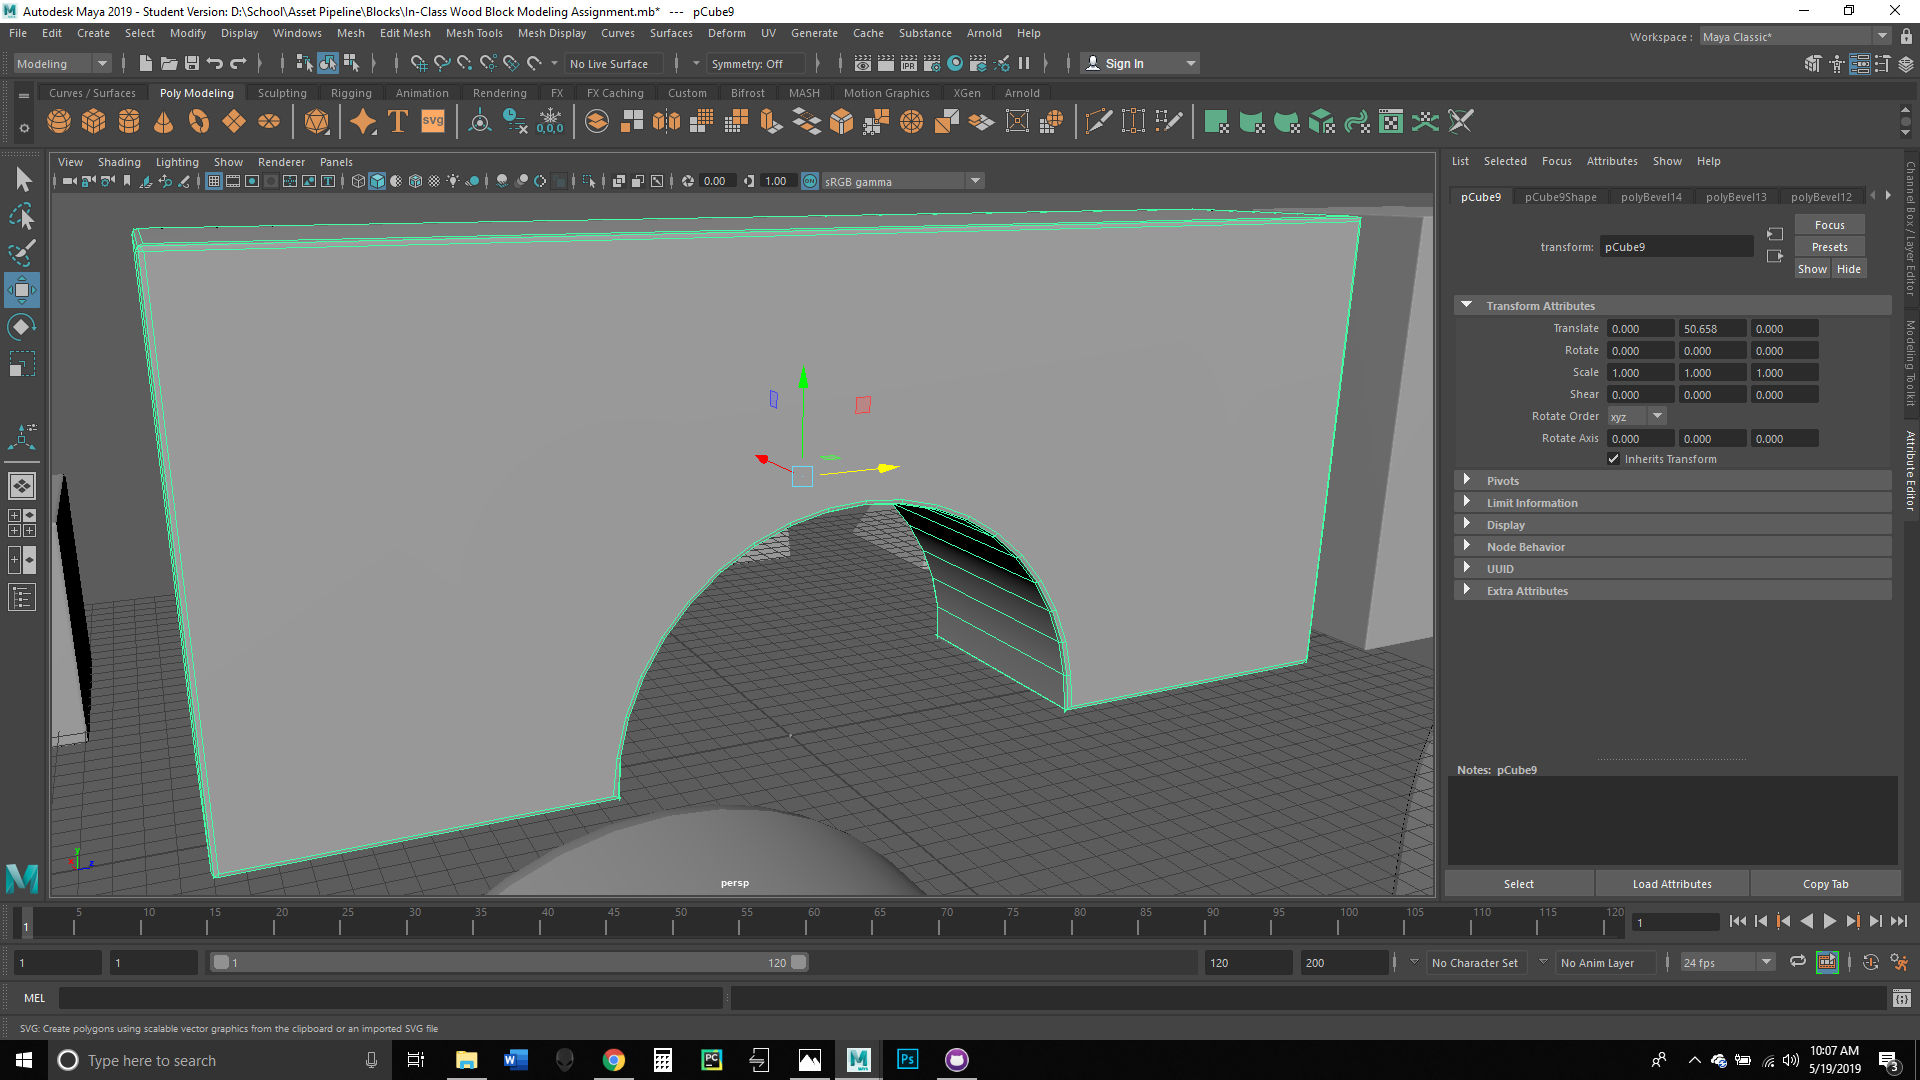 Autodesk Maya 2019 - Student Version: D:\School\Asset Pipeline\Blocks\In-Class Wood Block Modeling Assignment.mb* --- pCube9
File Edit Create Select Modify Display Windows Mesh Edit Mesh Mesh Tools Mesh Display Curves Surfaces Deform UV Generate Cache Substance Arnold Help
Workspace : Maya Classic*
Modeling No Live Surface Symmetry: Off IPR Sign In
Curves / Surfaces Poly Modeling Sculpting Rigging Animation Rendering FX FX Caching Custom Bifrost MASH Motion Graphics XGen Arnold
T SVG 0,0,0
View Shading Lighting Show Renderer Panels
0.00 1.00 ON sRGB gamma
List Selected Focus Attributes Show Help
pCube9 pCube9Shape polyBevel14 polyBevel13 polyBevel12
Focus
transform: pCube9
Presets
Show Hide
Transform Attributes
Translate 0.000 50.658 0.000
Rotate 0.000 0.000 0.000
Scale 1.000 1.000 1.000
Shear 0.000 0.000 0.000
Rotate Order xyz
Rotate Axis 0.000 0.000 0.000
Inherits Transform
Pivots
Limit Information
Display
Node Behavior
UUID
Extra Attributes
Notes: pCube9
Select Load Attributes Copy Tab
Channel Box / Layer Editor
Modeling Toolkit
Attribute Editor
y
z
persp
1 5 10 15 20 25 30 35 40 45 50 55 60 65 70 75 80 85 90 95 100 105 110 115 120
1
1 1 1 120 120 200 No Character Set No Anim Layer 24 fps
MEL
SVG: Create polygons using scalable vector graphics from the clipboard or an imported SVG file
Type here to search
10:07 AM
5/19/2019
3